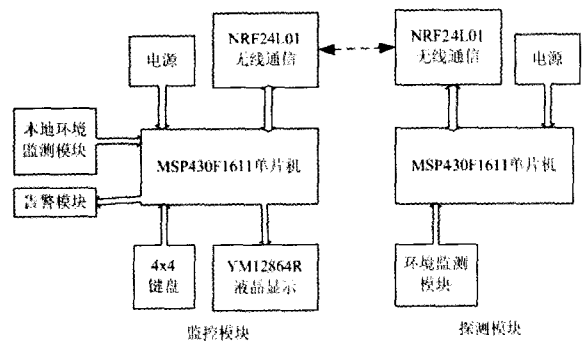 NRF24L01
无线通信
NRF24L01
无线通信
电源
电源
本地环境
监测模块
MSP430F1611单片机
MSP430F1611单片机
告警模块
4x4
键盘
YM12864R
液晶显示
环境监测
模块
监控模块
探测模块